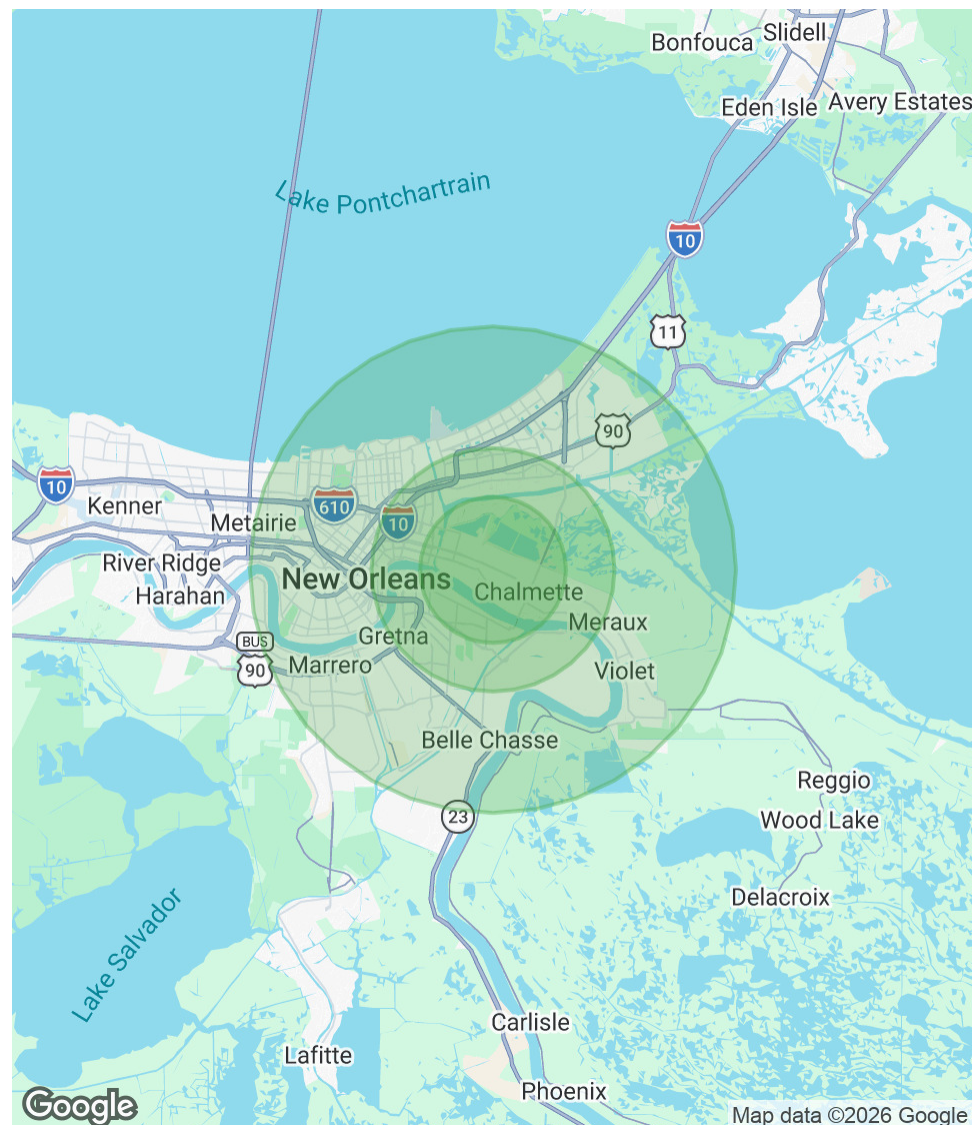 Slidell
Bonfouca
Eden Isle
Avery Estates
Lake Pontchartrain
10
11
90
10
610
10
Kenner
Metairie
River Ridge
Harahan
New Orleans
Chalmette
Gretna
Meraux
BUS
90
Marrero
Violet
Belle Chasse
Reggio
23
Wood Lake
Delacroix
Lake Salvador
Carlisle
Lafitte
Phoenix
Google
Map data ©2026 Google